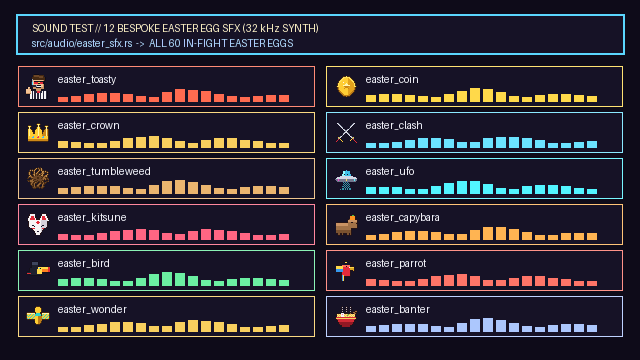 SOUND TEST // 12 BESPOKE EASTER EGG SFX (32 kHz SYNTH)
src/audio/easter_sfx.rs -> ALL 60 IN-FIGHT EASTER EGGS
easter_toasty
easter_coin
easter_crown
easter_clash
easter_tumbleweed
easter_ufo
easter_kitsune
easter_capybara
easter_bird
easter_parrot
easter_wonder
easter_banter